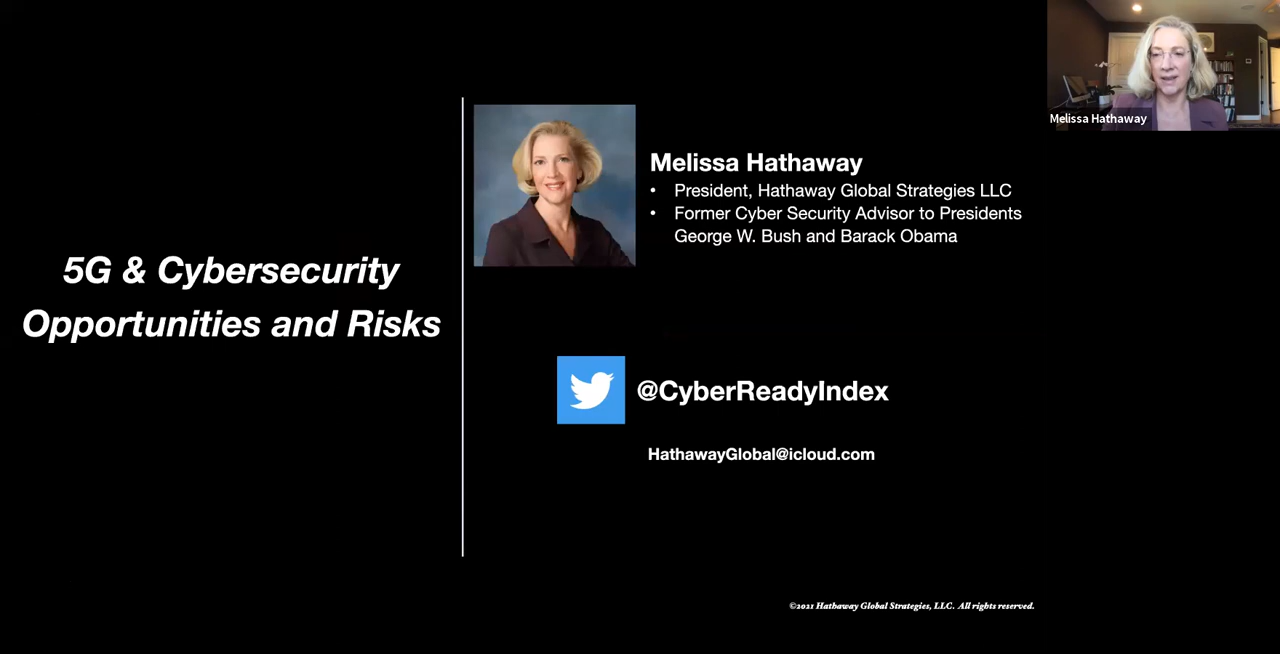 5G & Cybersecurity
Opportunities and Risks
Melissa Hathaway
• President, Hathaway Global Strategies LLC
• Former Cyber Security Advisor to Presidents
George W. Bush and Barack Obama
@CyberReadyIndex
HathawayGlobal@icloud.com
©2021 Hathaway Global Strategies, LLC. All rights reserved.
Melissa Hathaway